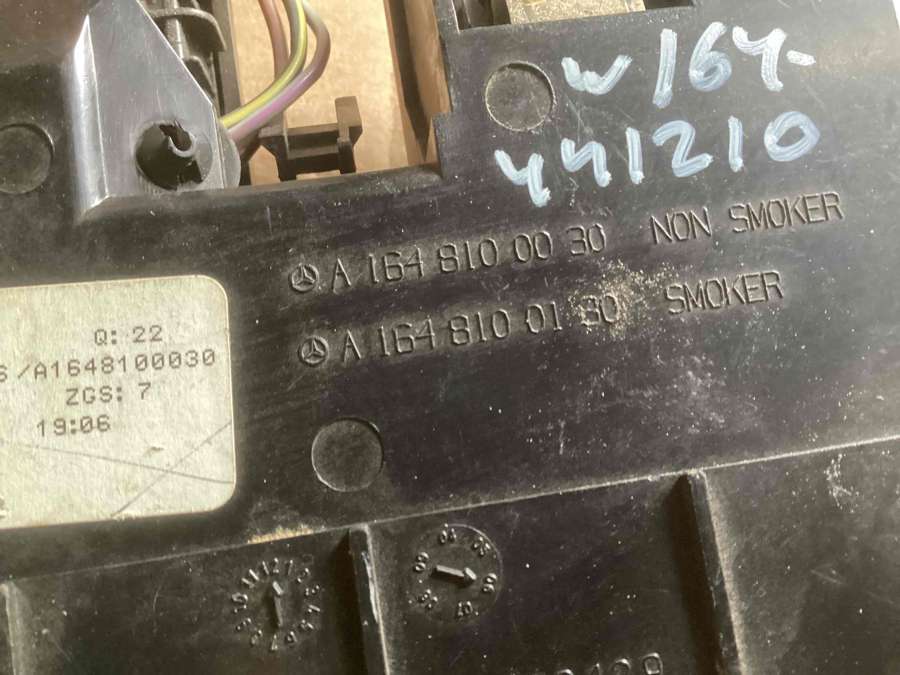 W164-
441210
A 164 810 00 30 NON SMOKER
A 164 810 01 30 SMOKER
Q: 22
S/A1648100030
ZGS: 7
19:06